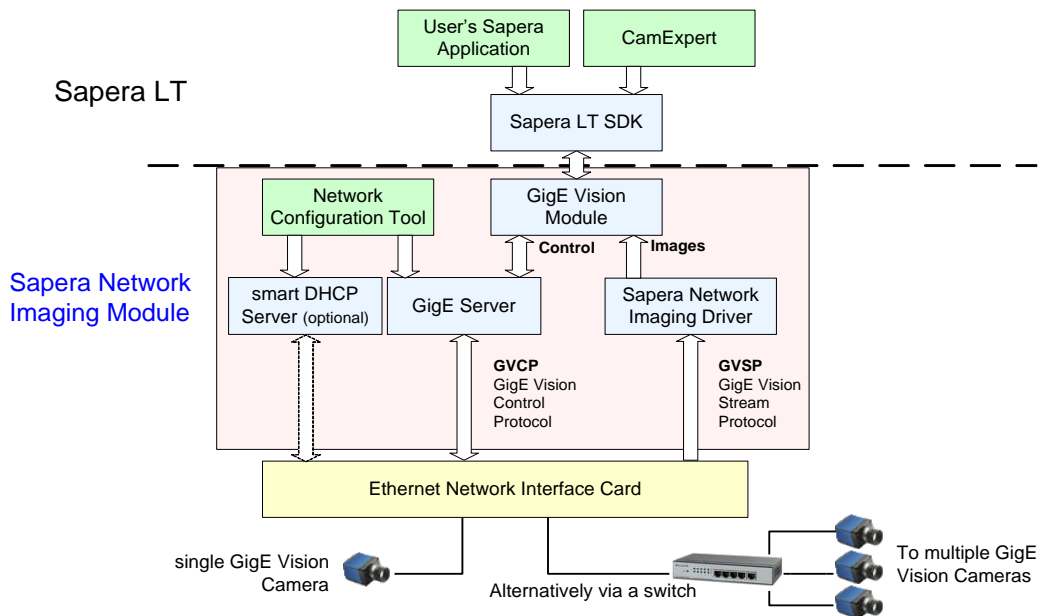 User's Sapera
Application
CamExpert
Sapera LT
Sapera LT SDK
Network
Configuration Tool
GigE Vision
Module
Control
Images
Sapera Network
Imaging Module
smart DHCP
Server (optional)
GigE Server
Sapera Network
Imaging Driver
GVCP
GigE Vision
Control
Protocol
GVSP
GigE Vision
Stream
Protocol
Ethernet Network Interface Card
single GigE Vision
Camera
Alternatively via a switch
To multiple GigE
Vision Cameras